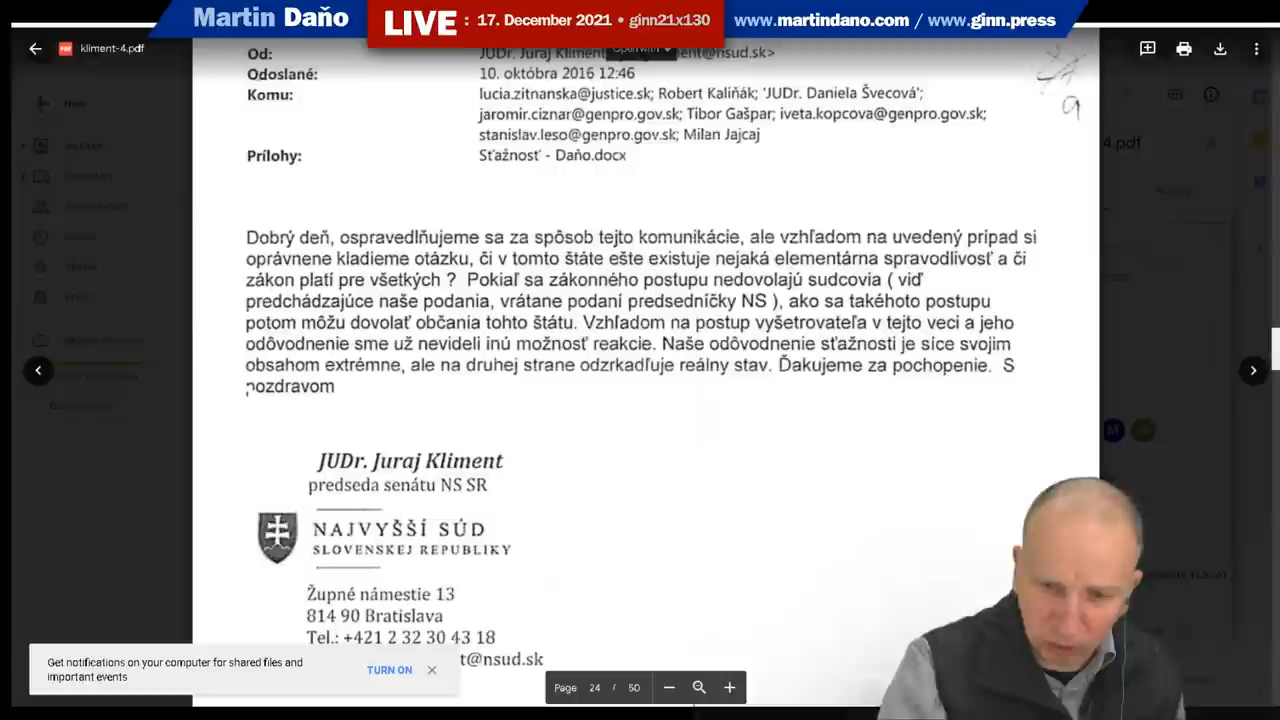 Martin Daňo
LIVE : 17. December 2021 • ginn21x130
www.martindano.com / www.ginn.press
kliment-4.pdf
Open with
Od: JUDr. Juraj Kliment
Odoslané: 10. októbra 2016 12:46
Komu: lucia.zitnanska@justice.sk; Robert Kaliňák; 'JUDr. Daniela Švecová';
jaromir.ciznar@genpro.gov.sk; Tibor Gašpar; iveta.kopcova@genpro.gov.sk;
stanislav.leso@genpro.gov.sk; Milan Jajcaj
Prílohy: Sťažnosť - Daňo.docx
9
4.pdf
Dobrý deň, ospravedlňujeme sa za spôsob tejto komunikácie, ale vzhľadom na uvedený prípad si
oprávnene kladieme otázku, či v tomto štáte ešte existuje nejaká elementárna spravodlivosť a či
zákon platí pre všetkých ? Pokiaľ sa zákonného postupu nedovolajú sudcovia ( viď
predchádzajúce naše podania, vrátane podaní predsedníčky NS ), ako sa takéhoto postupu
potom môžu dovolať občania tohto štátu. Vzhľadom na postup vyšetrovateľa v tejto veci a jeho
odôvodnenie sme už nevideli inú možnosť reakcie. Naše odôvodnenie sťažnosti je síce svojim
obsahom extrémne, ale na druhej strane odzrkadľuje reálny stav. Ďakujeme za pochopenie. S
pozdravom
JUDr. Juraj Kliment
predseda senátu NS SR
NAJVYŠŠÍ SÚD
SLOVENSKEJ REPUBLIKY
Župné námestie 13
814 90 Bratislava
Tel.: +421 2 32 30 43 18
t@nsud.sk
Get notifications on your computer for shared files and
important events
TURN ON
Page 24 / 50